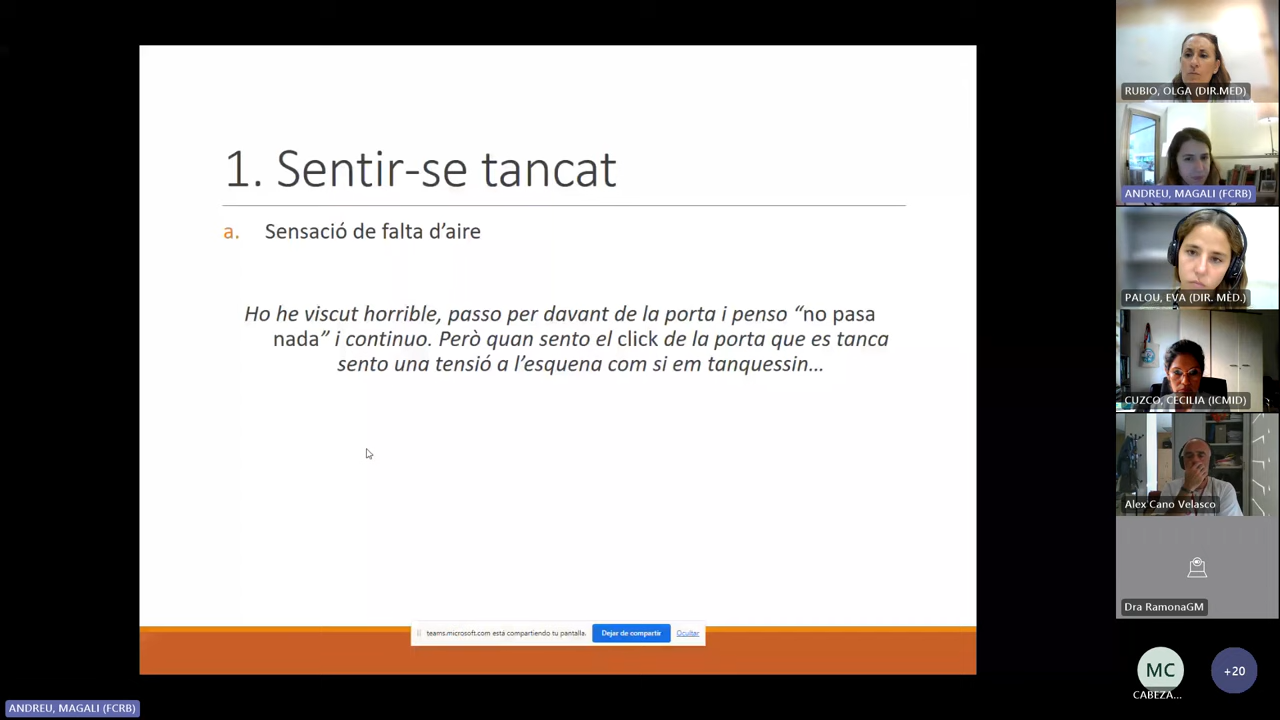 1. Sentir-se tancat
a. Sensació de falta d’aire
Ho he viscut horrible, passo per davant de la porta i penso “no pasa
nada” i continuo. Però quan sento el click de la porta que es tanca
sento una tensió a l’esquena com si em tanquessin…
teams.microsoft.com está compartiendo tu pantalla.
Dejar de compartir
Ocultar
RUBIO, OLGA (DIR.MED)
ANDREU, MAGALI (FCRB)
PALOU, EVA (DIR. MÈD.)
CUZCO, CECILIA (ICMID)
Alex Cano Velasco
Dra RamonaGM
MC
CABEZA...
+20
ANDREU, MAGALI (FCRB)